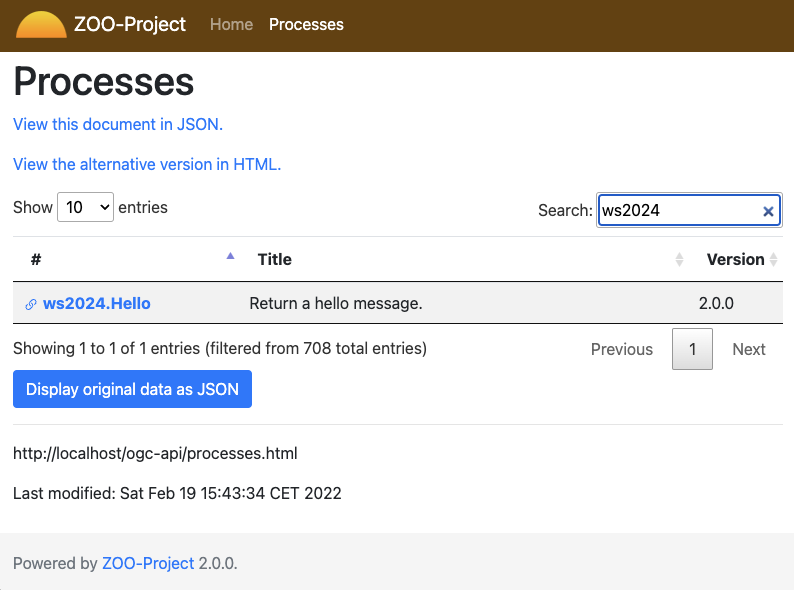 ZOO-Project Home Processes
Processes
View this document in JSON.
View the alternative version in HTML.
Show 10 entries Search: ws2024
# Title Version
ws2024.Hello Return a hello message. 2.0.0
Showing 1 to 1 of 1 entries (filtered from 708 total entries) Previous 1 Next
Display original data as JSON
http://localhost/ogc-api/processes.html
Last modified: Sat Feb 19 15:43:34 CET 2022
Powered by ZOO-Project 2.0.0.